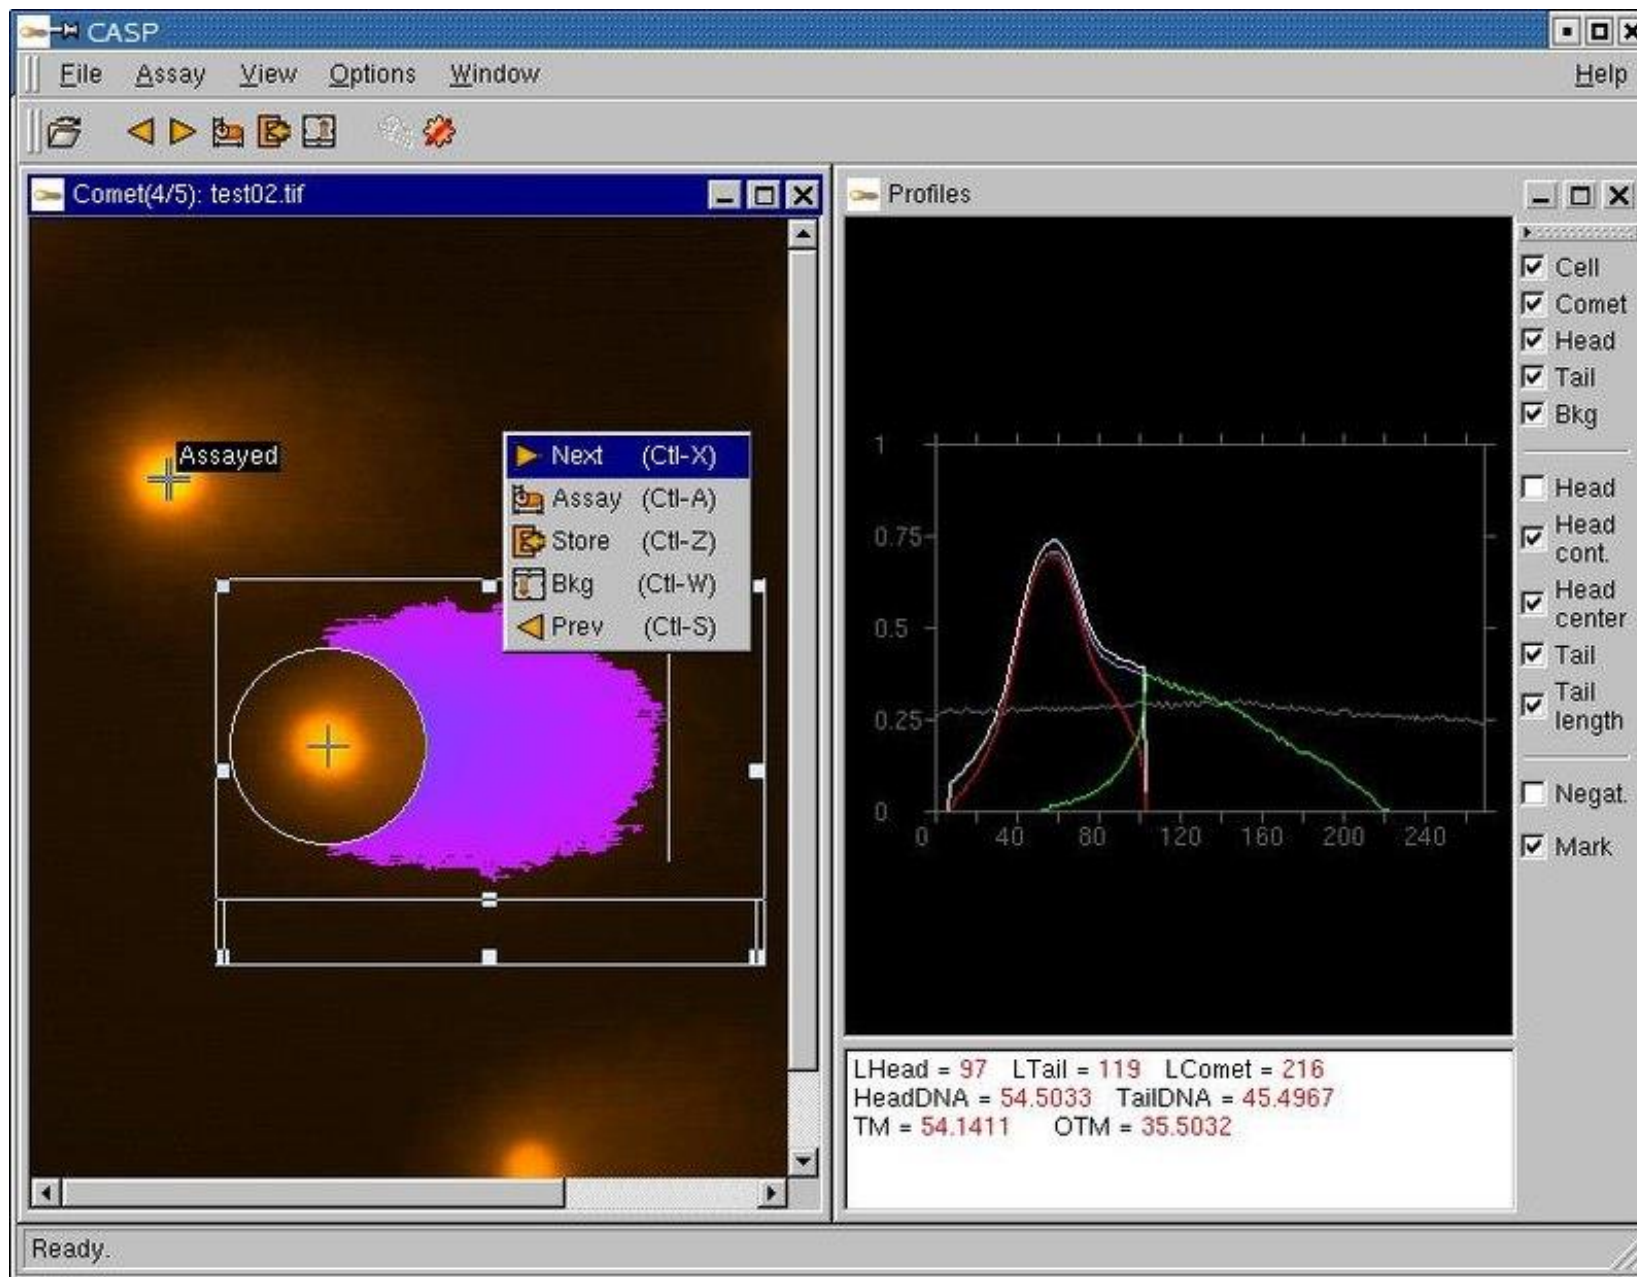 CASP
File Assay View Options Window Help
Comet(4/5): test02.tif
Assayed
Next (Ctl-X)
Assay (Ctl-A)
Store (Ctl-Z)
Bkg (Ctl-W)
Prev (Ctl-S)
Profiles
1
0.75
0.5
0.25
0
0 40 80 120 160 200 240
Cell
Comet
Head
Tail
Bkg
Head
Head
cont.
Head
center
Tail
Tail
length
Negat.
Mark
LHead = 97 LTail = 119 LComet = 216
HeadDNA = 54.5033 TailDNA = 45.4967
TM = 54.1411 OTM = 35.5032
Ready.